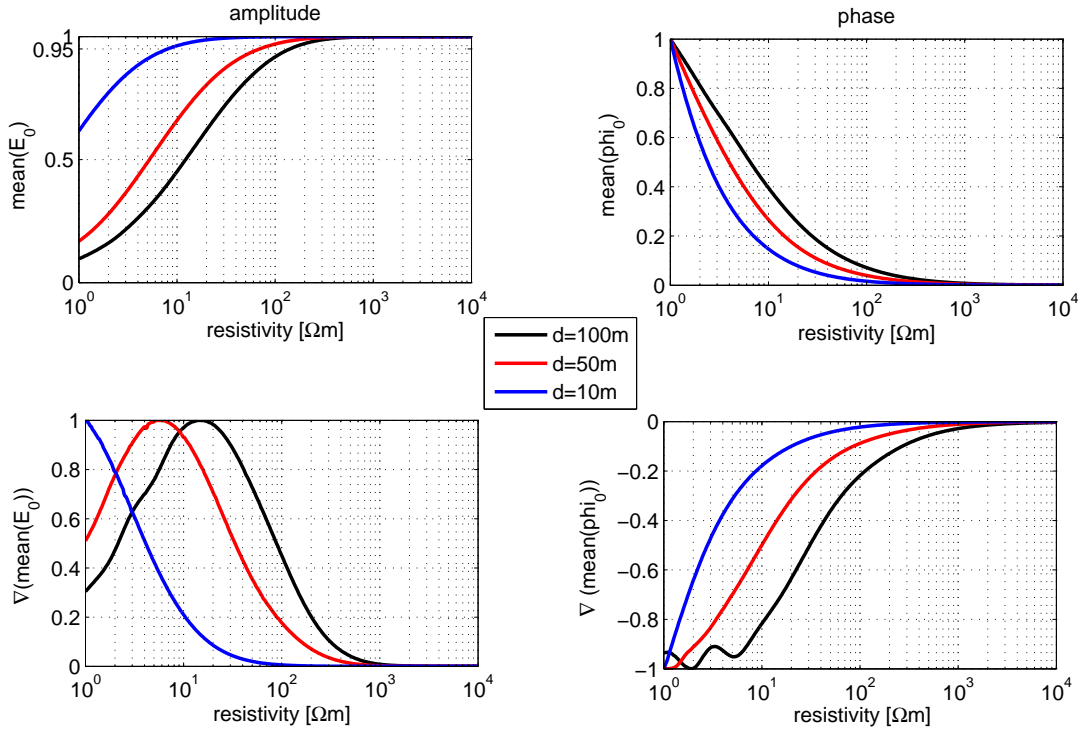 amplitude
1
0.95
0.5
0
mean(E_0)
10^0 10^1 10^2 10^3 10^4
resistivity [Ωm]
phase
1
0.8
0.6
0.4
0.2
0
mean(phi_0)
10^0 10^1 10^2 10^3 10^4
resistivity [Ωm]
d=100m
d=50m
d=10m
1
0.8
0.6
0.4
0.2
0
∇(mean(E_0))
10^0 10^1 10^2 10^3 10^4
resistivity [Ωm]
0
−0.2
−0.4
−0.6
−0.8
−1
∇ (mean(phi_0))
10^0 10^1 10^2 10^3 10^4
resistivity [Ωm]